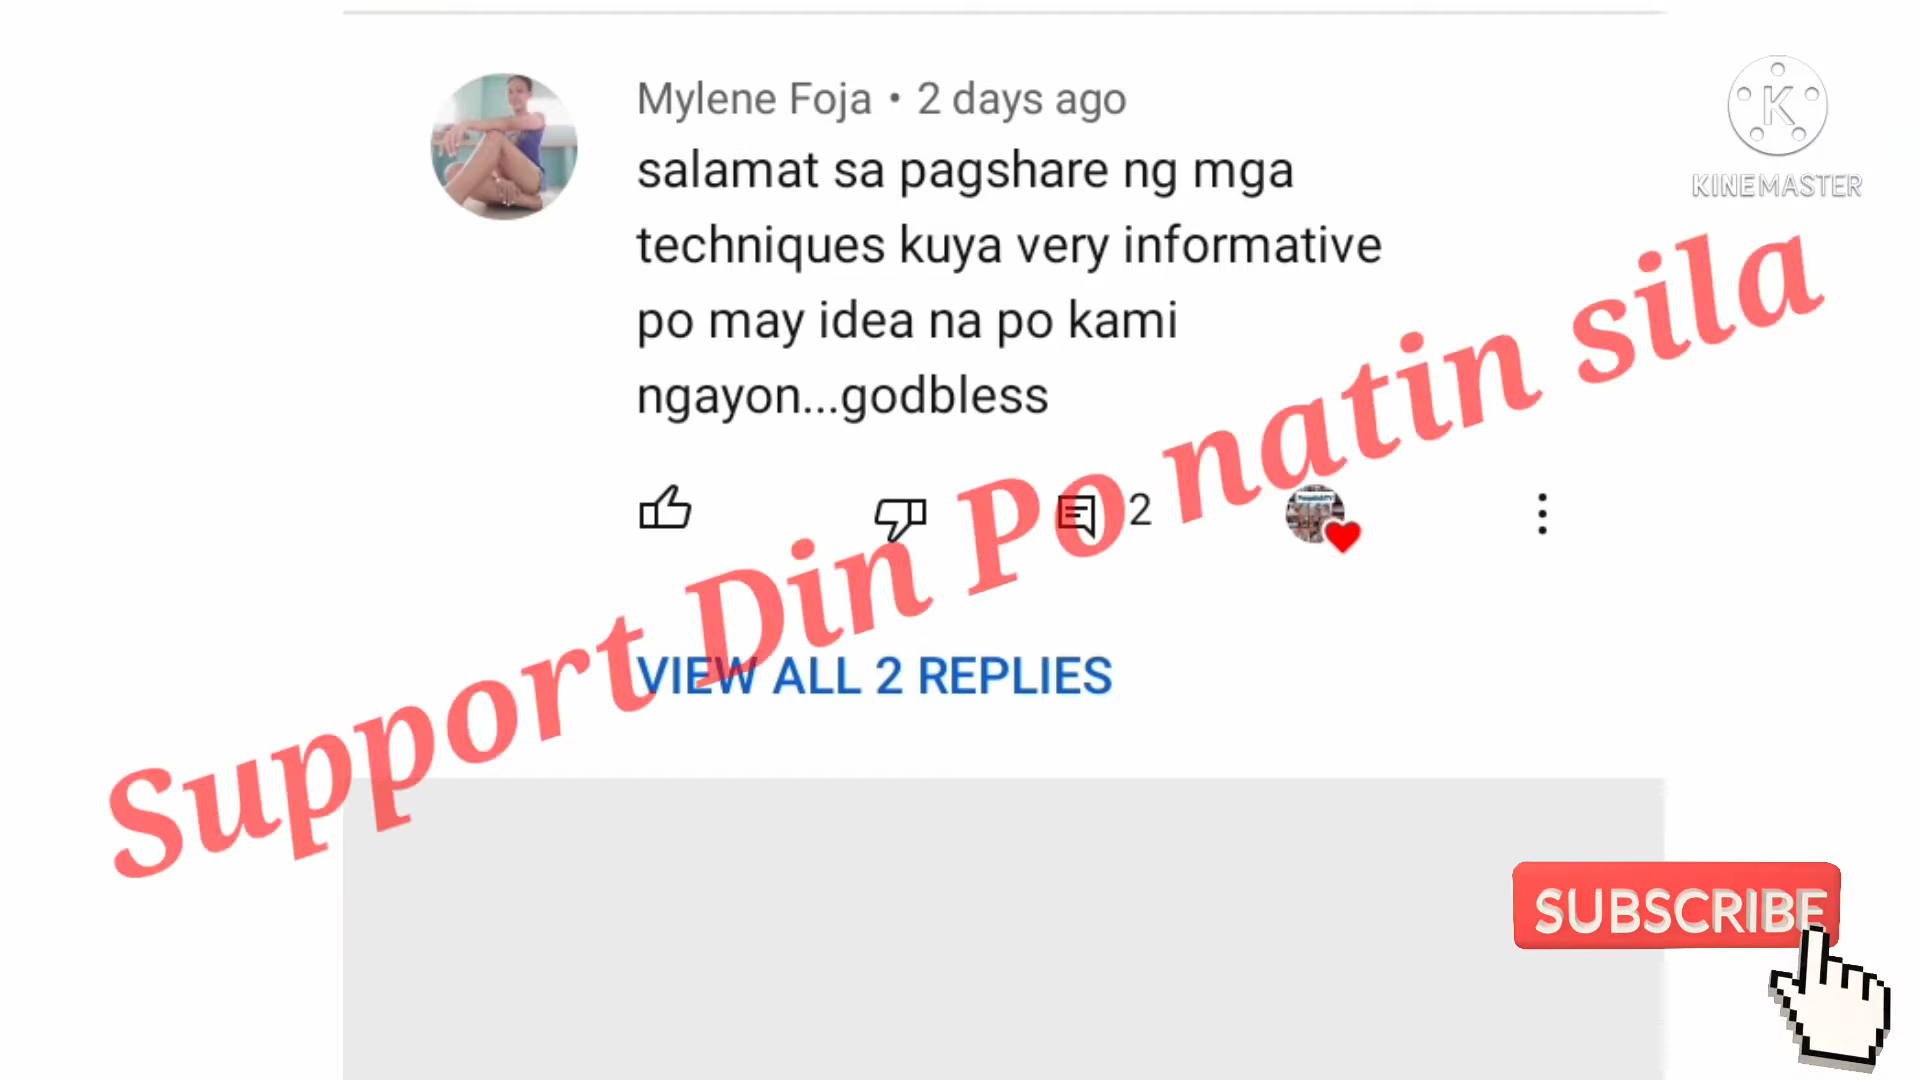 Mylene Foja • 2 days ago
salamat sa pagshare ng mga
techniques kuya very informative
po may idea na po kami
ngayon...godbless
2
VIEW ALL 2 REPLIES
Support Din Po natin sila
K
KINEMASTER
SUBSCRIBE